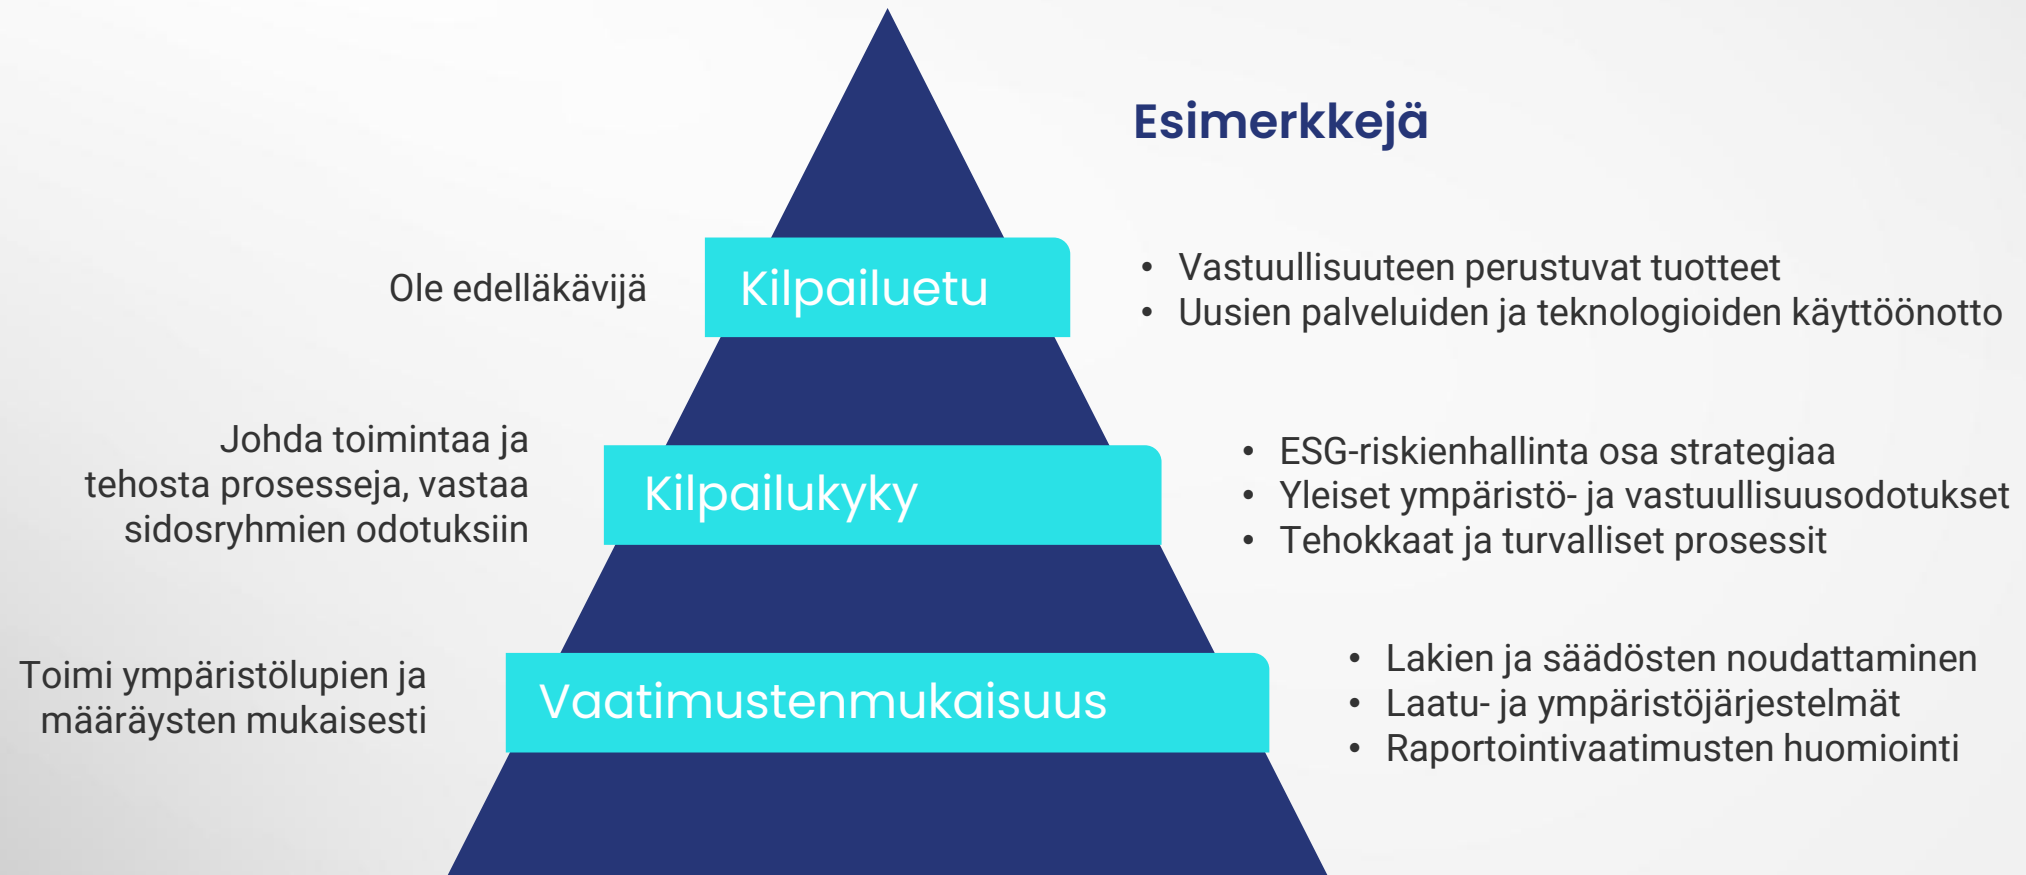 Esimerkkejä
Ole edelläkävijä
Kilpailuetu
• Vastuullisuuteen perustuvat tuotteet
• Uusien palveluiden ja teknologioiden käyttöönotto
Johda toimintaa ja
tehosta prosesseja, vastaa
sidosryhmien odotuksiin
Kilpailukyky
• ESG-riskienhallinta osa strategiaa
• Yleiset ympäristö- ja vastuullisuusodotukset
• Tehokkaat ja turvalliset prosessit
Toimi ympäristölupien ja
määräysten mukaisesti
Vaatimustenmukaisuus
• Lakien ja säädösten noudattaminen
• Laatu- ja ympäristöjärjestelmät
• Raportointivaatimusten huomiointi